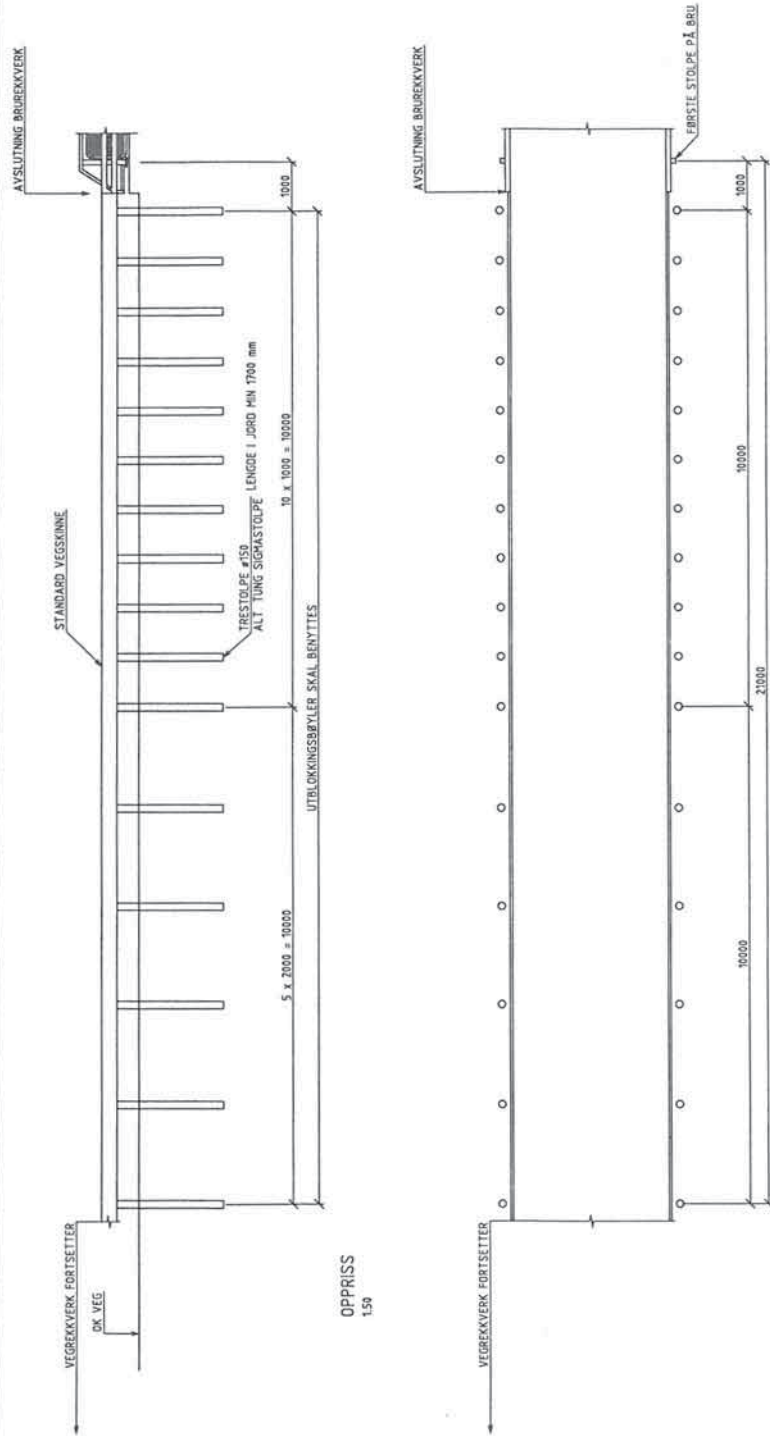 AVSLUTNING BRUREKKVERK
STANDARD VEGSKINNE
VEGREKKVERK FORTSETTER
OK VEG
TRESTOLPE ø150
ALT TUNG SIGMASTOLPE
LENGDE I JORD MIN 1700 mm
5 x 2000 = 10000
10 x 1000 = 10000
1000
UTBLOKKINGSBØYLER SKAL BENYTTES
OPPRISS
1:50
AVSLUTNING BRUREKKVERK
VEGREKKVERK FORTSETTER
FØRSTE STOLPE PÅ BRU
10000
10000
1000
21000